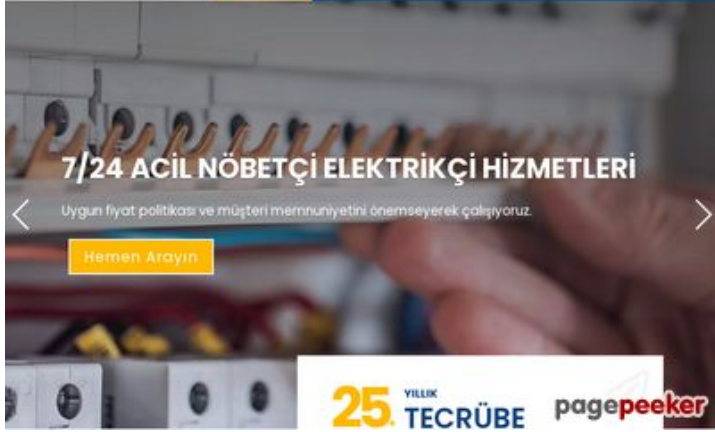 7/24 ACİL NÖBETÇİ ELEKTRİKÇİ HİZMETLERİ
Uygun fiyat politikası ve müşteri memnuniyetini önemseyerek çalışıyoruz.
Hemen Arayın
25. YILLIK
TECRÜBE
pagepeeker